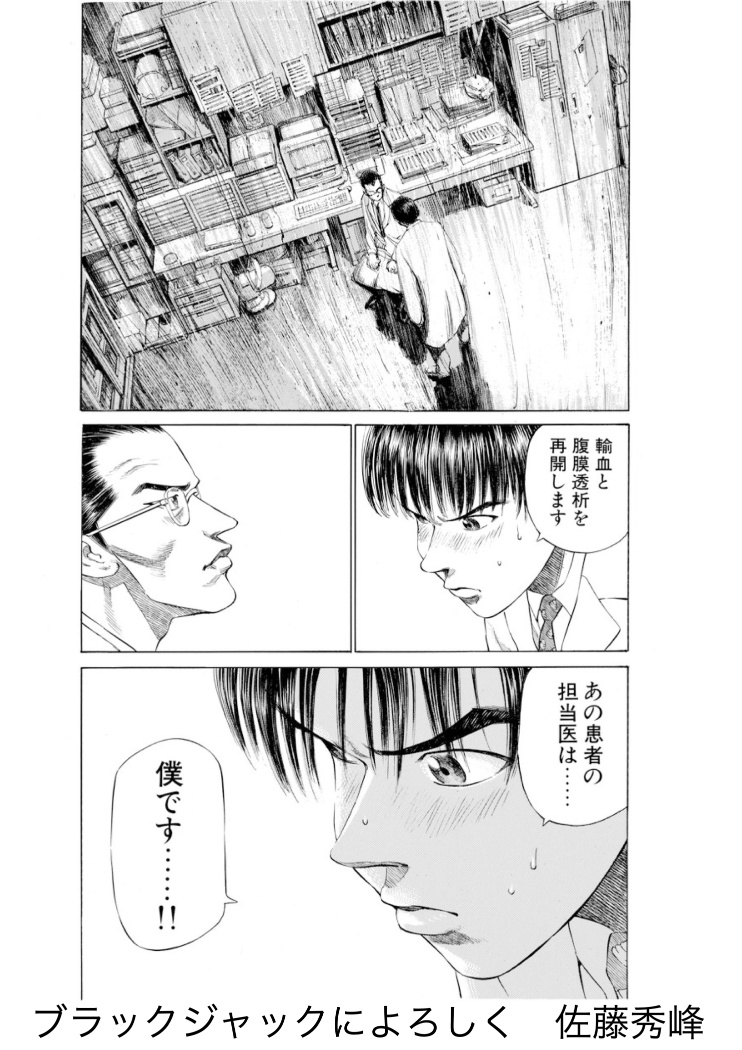 輸血と
腹膜透析を
再開します
あの患者の
担当医は……
僕です……!!
ブラックジャックによろしく　佐藤秀峰